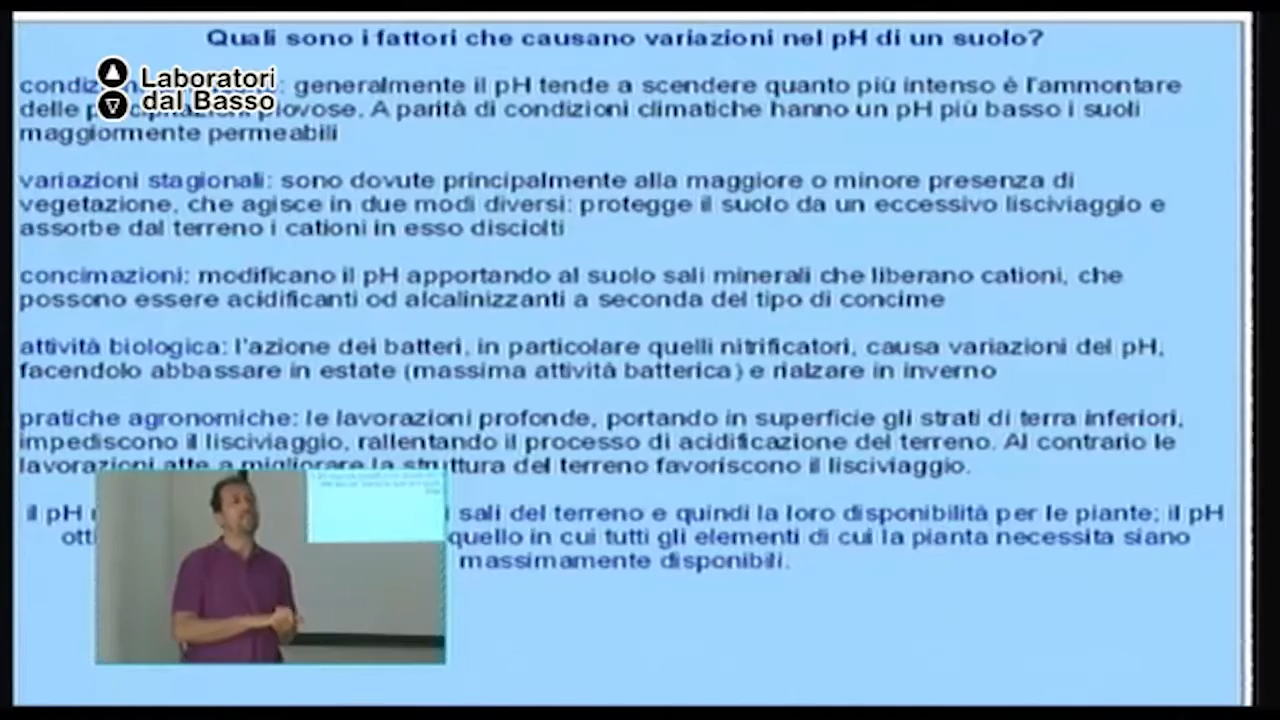 Quali sono i fattori che causano variazioni nel pH di un suolo?
Laboratori
dal Basso
generalmente il pH tende a scendere quanto più intenso è l'ammontare
delle piovose. A parità di condizioni climatiche hanno un pH più basso i suoli
maggiormente permeabili
variazioni stagionali: sono dovute principalmente alla maggiore o minore presenza di
vegetazione, che agisce in due modi diversi: protegge il suolo da un eccessivo lisciviaggio e
assorbe dal terreno i cationi in esso disciolti
concimazioni: modificano il pH apportando al suolo sali minerali che liberano cationi, che
possono essere acidificanti od alcalinizzanti a seconda del tipo di concime
attività biologica: l'azione dei batteri, in particolare quelli nitrificatori, causa variazioni del pH,
facendolo abbassare in estate (massima attività batterica) e rialzare in inverno
pratiche agronomiche: le lavorazioni profonde, portando in superficie gli strati di terra inferiori,
impediscono il lisciviaggio, rallentando il processo di acidificazione del terreno. Al contrario le
lavorazioni atte a migliorare la struttura del terreno favoriscono il lisciviaggio.
il pH sali del terreno e quindi la loro disponibilità per le piante; il pH
quello in cui tutti gli elementi di cui la pianta necessita siano
massimamente disponibili.